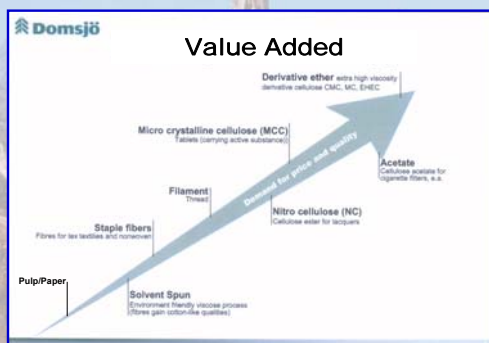 Domsjö
Value Added
Derivative ether extra high viscosity
derivative cellulose CMC, MC, EHEC
Micro crystalline cellulose (MCC)
Tablets (carrying active substance))
Demand for price and quality
Acetate
Cellulose acetate for
cigarette filters, e.a.
Filament
Thread
Nitro cellulose (NC)
Cellulose ester for lacquers
Staple fibers
Fibres for tex textiles and nonwoven
Pulp/Paper
Solvent Spun
Environment friendly viscose process
(fibres gain cotton-like qualities)